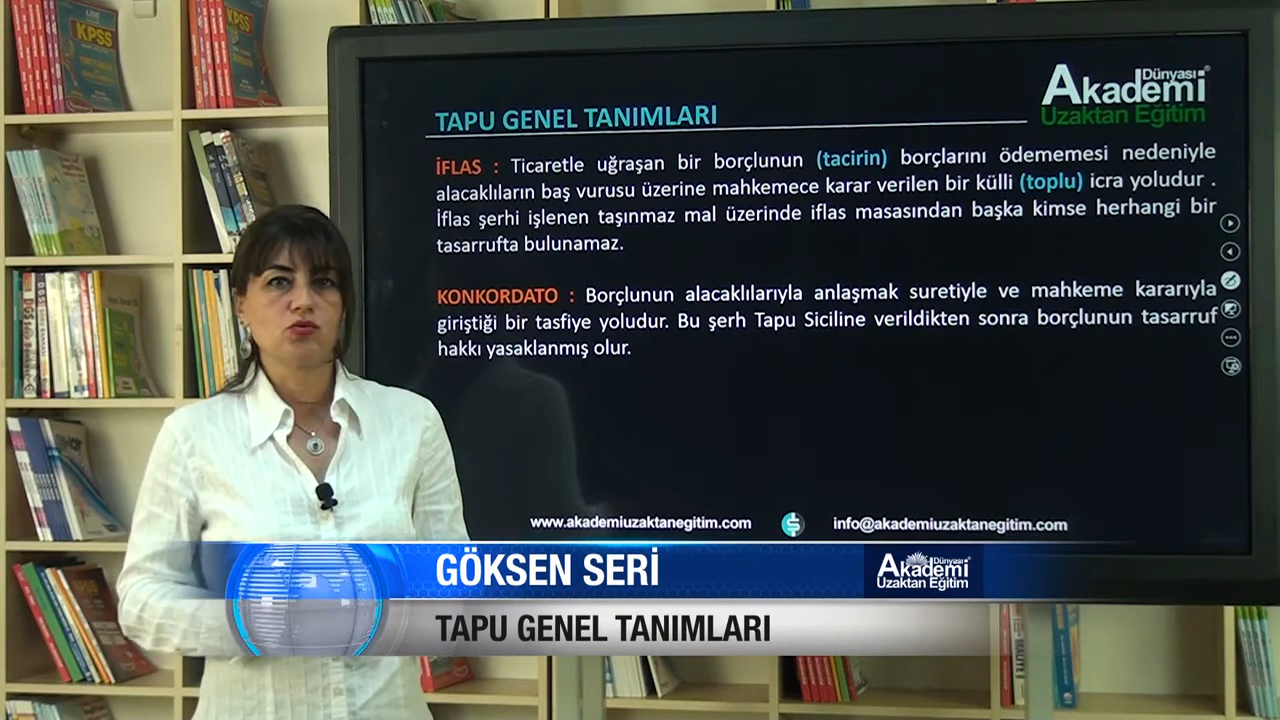 KPSS
Dünyası
Akademi
Uzaktan Eğitim
TAPU GENEL TANIMLARI
İFLAS : Ticaretle uğraşan bir borçlunun (tacirin) borçlarını ödememesi nedeniyle
alacaklıların baş vurusu üzerine mahkemece karar verilen bir külli (toplu) icra yoludur .
İflas şerhi işlenen taşınmaz mal üzerinde iflas masasından başka kimse herhangi bir
tasarrufta bulunamaz.
KONKORDATO : Borçlunun alacaklılarıyla anlaşmak suretiyle ve mahkeme kararıyla
giriştiği bir tasfiye yoludur. Bu şerh Tapu Siciline verildikten sonra borçlunun tasarruf
hakkı yasaklanmış olur.
www.akademiuzaktanegitim.com info@akademiuzaktanegitim.com
GÖKSEN SERİ
Dünyası
Akademi
Uzaktan Eğitim
TAPU GENEL TANIMLARI